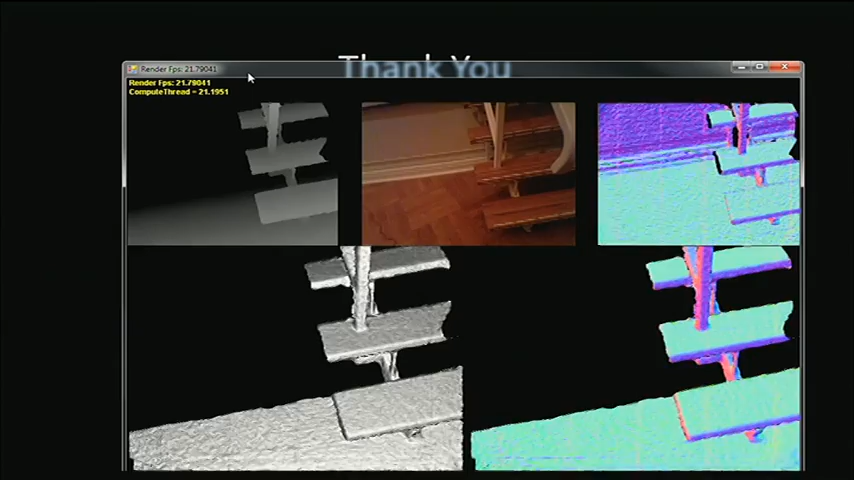 Thank You
Render Fps: 21.79041
Render Fps: 21.79041
ComputeThread = 21.1951